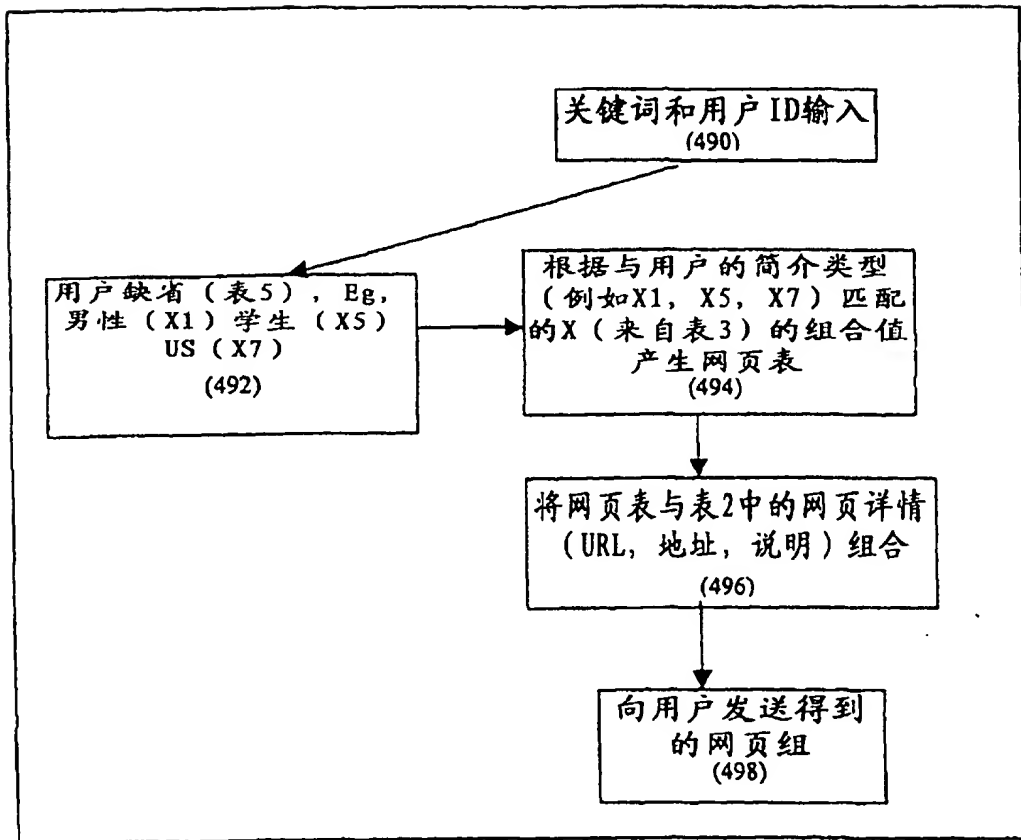 关键词和用户ID输入
(490)
用户缺省（表5）, Eg,
男性（X1）学生（X5）
US（X7）
(492)
根据与用户的简介类型
（例如X1, X5, X7）匹配
的X（来自表3）的组合值
产生网页表
(494)
将网页表与表2中的网页详情
（URL, 地址, 说明）组合
(496)
向用户发送得到
的网页组
(498)